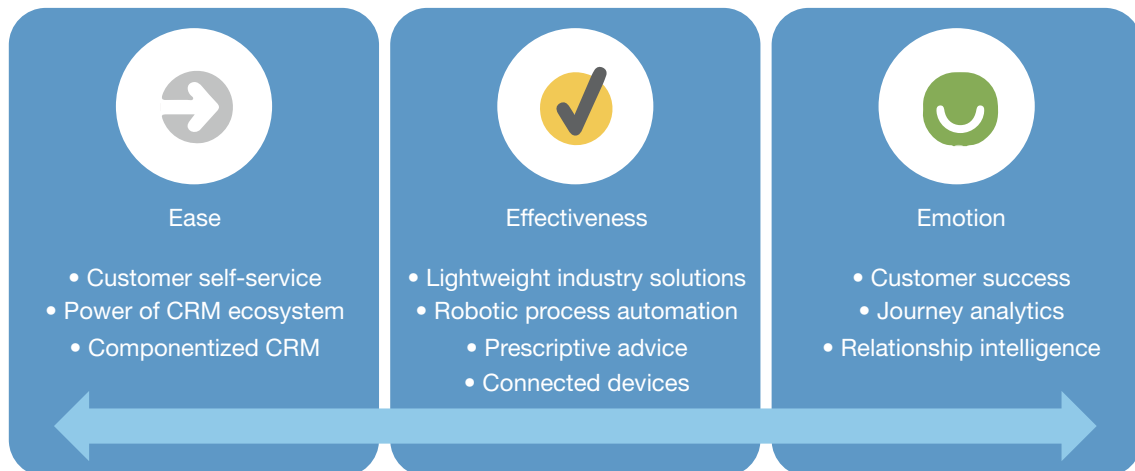 Ease
• Customer self-service
• Power of CRM ecosystem
• Componentized CRM
Effectiveness
• Lightweight industry solutions
• Robotic process automation
• Prescriptive advice
• Connected devices
Emotion
• Customer success
• Journey analytics
• Relationship intelligence